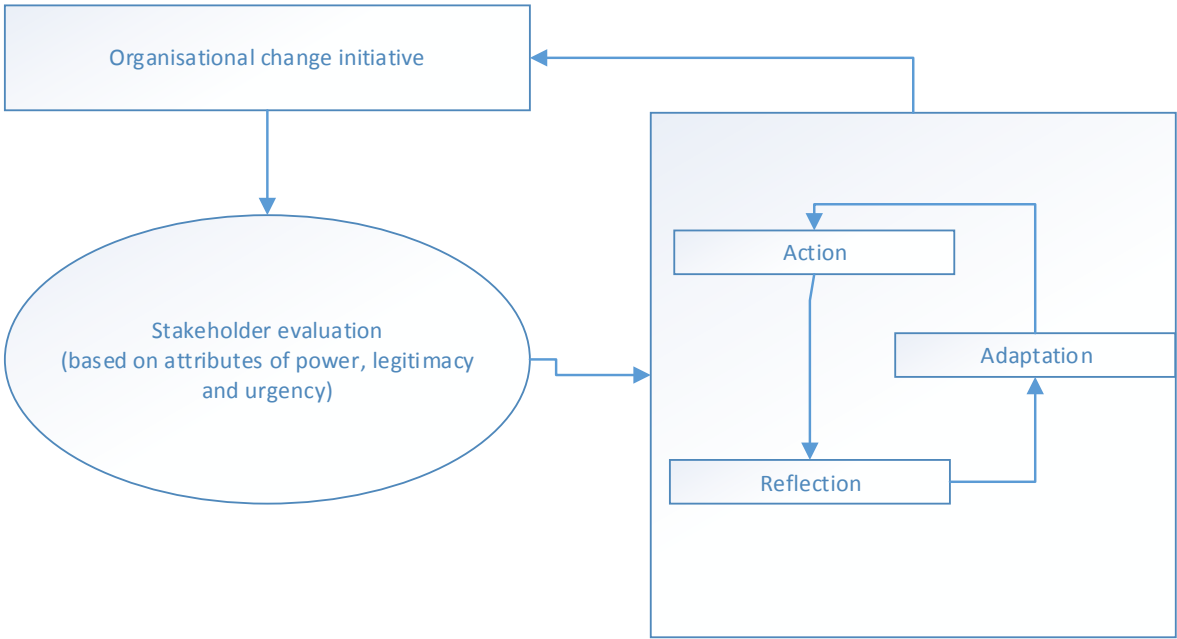 Organisational change initiative
Stakeholder evaluation
(based on attributes of power, legitimacy
and urgency)
Action
Adaptation
Reflection